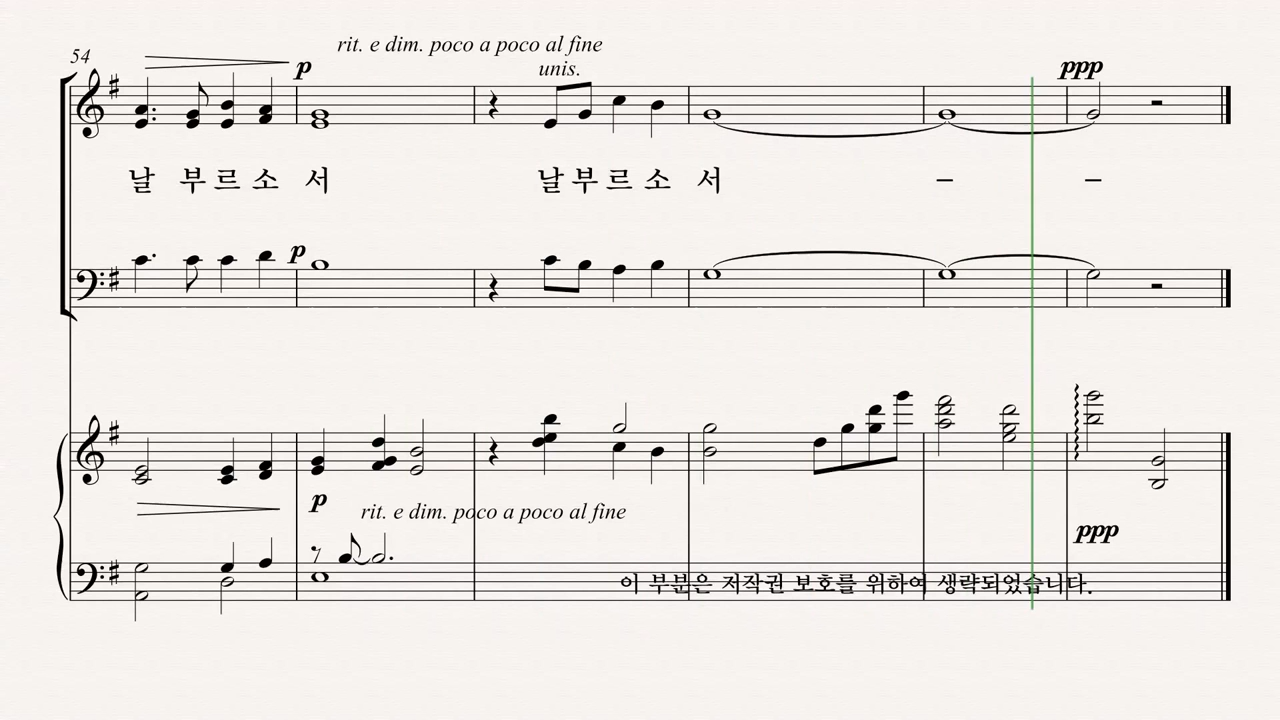 rit. e dim. poco a poco al fine
54
p
unis.
ppp
날 부 르 소 서 날 부 르 소 서 – –
p
p
rit. e dim. poco a poco al fine
ppp
이 부분은 저작권 보호를 위하여 생략되었습니다.